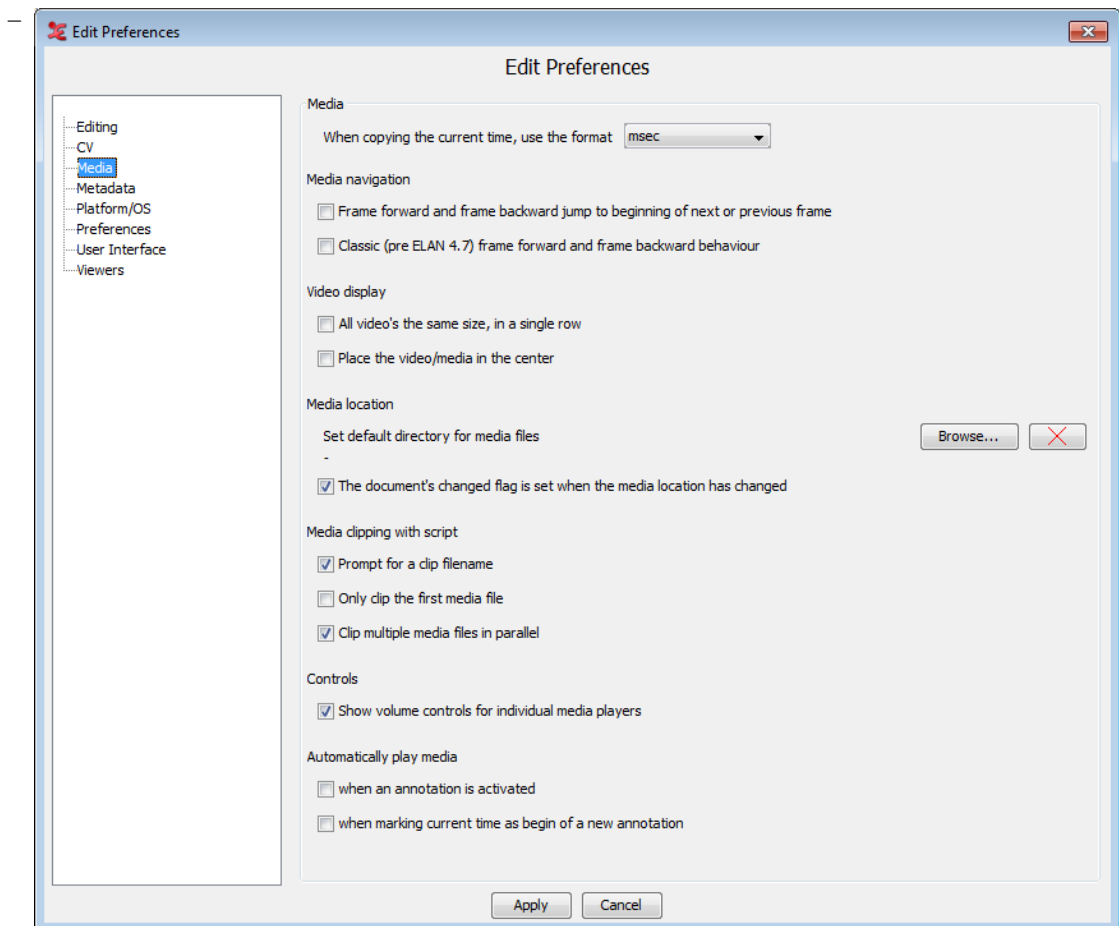 Edit Preferences
Edit Preferences
Editing
CV
Media
Metadata
Platform/OS
Preferences
User Interface
Viewers
Media
When copying the current time, use the format msec
Media navigation
Frame forward and frame backward jump to beginning of next or previous frame
Classic (pre ELAN 4.7) frame forward and frame backward behaviour
Video display
All video's the same size, in a single row
Place the video/media in the center
Media location
Set default directory for media files Browse...
-
The document's changed flag is set when the media location has changed
Media clipping with script
Prompt for a clip filename
Only clip the first media file
Clip multiple media files in parallel
Controls
Show volume controls for individual media players
Automatically play media
when an annotation is activated
when marking current time as begin of a new annotation
Apply Cancel